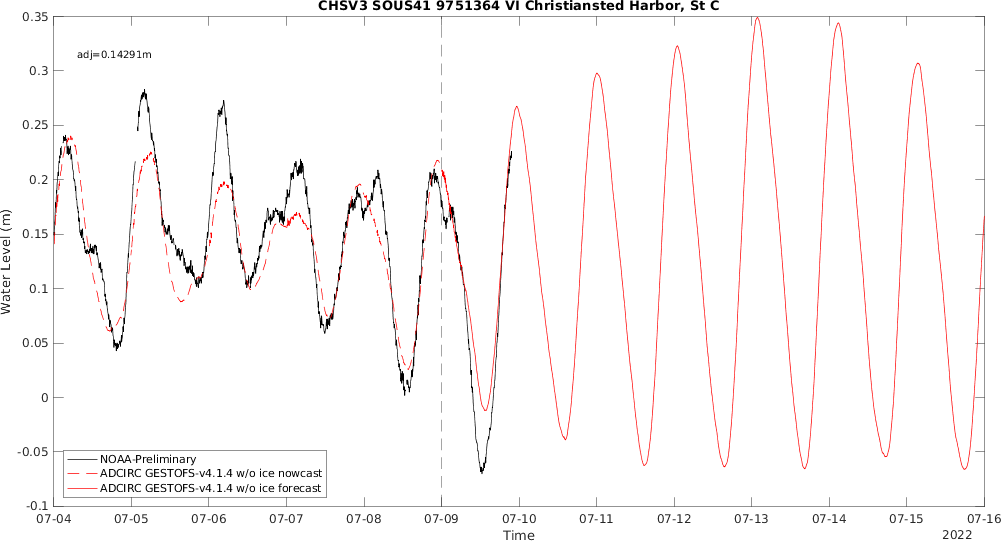 CHSV3 SOUS41 9751364 VI Christiansted Harbor, St C
adj=0.14291m
0.35
0.3
0.25
0.2
0.15
0.1
0.05
0
-0.05
-0.1
Water Level (m)
NOAA-Preliminary
ADCIRC GESTOFS-v4.1.4 w/o ice nowcast
ADCIRC GESTOFS-v4.1.4 w/o ice forecast
07-04 07-05 07-06 07-07 07-08 07-09 07-10 07-11 07-12 07-13 07-14 07-15 07-16
Time
2022